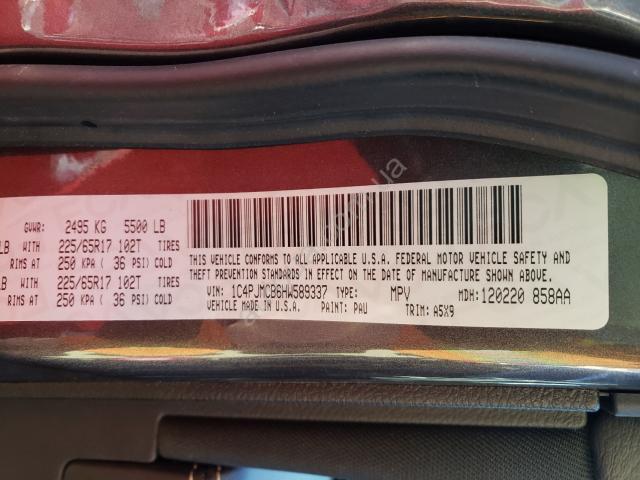 GVWR: 2495 KG 5500 LB
LB WITH 225/65R17 102T TIRES
RIMS AT 250 KPA ( 36 PSI) COLD
LB WITH 225/65R17 102T TIRES
RIMS AT 250 KPA ( 36 PSI) COLD
THIS VEHICLE CONFORMS TO ALL APPLICABLE U.S.A. FEDERAL MOTOR VEHICLE SAFETY AND
THEFT PREVENTION STANDARDS IN EFFECT ON THE DATE OF MANUFACTURE SHOWN ABOVE.
VIN: 1C4PJMCB6HW589337 TYPE: MPV MDH: 120220 858AA
VEHICLE MADE IN U.S.A. PAINT: PAU TRIM: A5X9